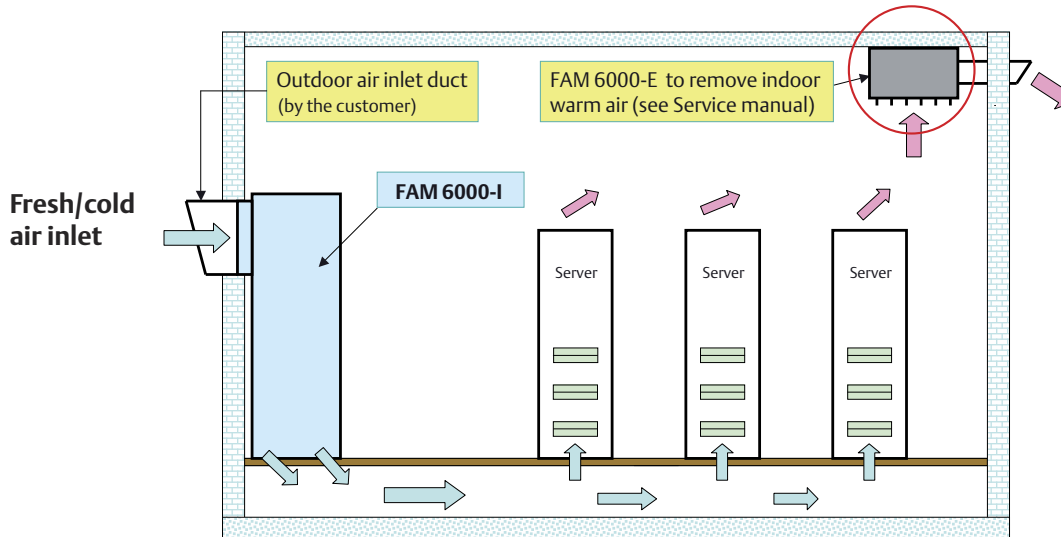 Outdoor air inlet duct
(by the customer)
FAM 6000-E to remove indoor
warm air (see Service manual)
FAM 6000-I
Fresh/cold
air inlet
Server
Server
Server